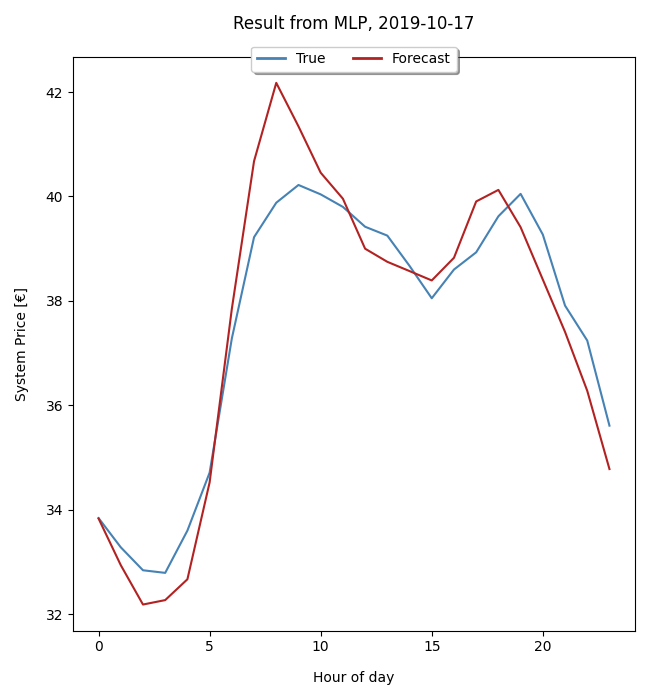 Result from MLP, 2019-10-17
True Forecast
System Price [€]
42
40
38
36
34
32
0 5 10 15 20
Hour of day